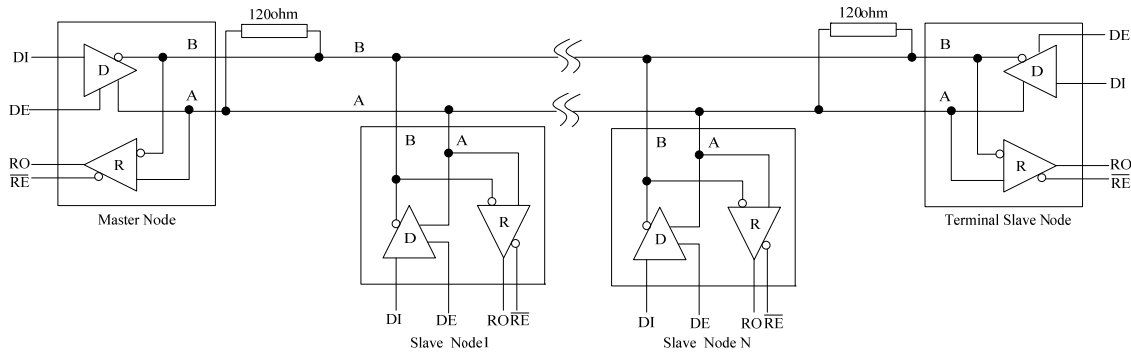 120ohm
120ohm
DI
B
B
B
DE
D
D
DE
A
A
A
DI
RO
R
B
A
B
A
R
RO
RE
RE
Master Node
Terminal Slave Node
D
R
D
R
DI
DE
RO
RE
DI
DE
RO
RE
Slave Node1
Slave Node N